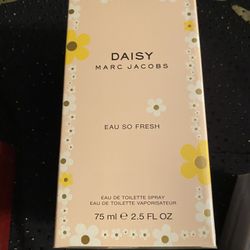 DAISY
MARC JACOBS
EAU SO FRESH
EAU DE TOILETTE SPRAY
EAU DE TOILETTE VAPORISATEUR
75 ml ℮ 2.5 FL OZ